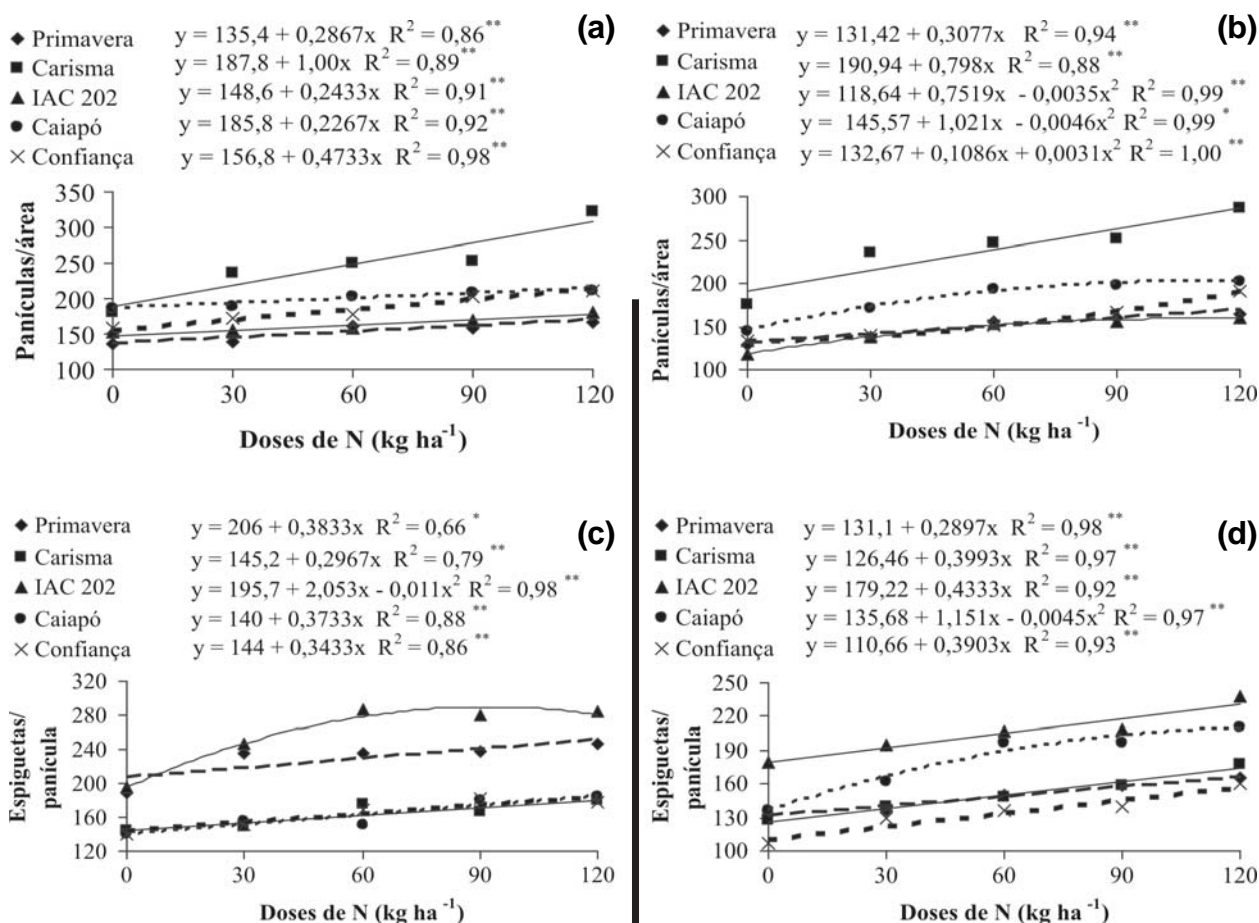 (a)
Primavera y = 135,4 + 0,2867x R² = 0,86**
Carisma y = 187,8 + 1,00x R² = 0,89**
IAC 202 y = 148,6 + 0,2433x R² = 0,91**
Caiapó y = 185,8 + 0,2267x R² = 0,92**
Confiança y = 156,8 + 0,4733x R² = 0,98**
Panículas/área
350
300
250
200
150
100
0 30 60 90 120
Doses de N (kg ha⁻¹)
(b)
Primavera y = 131,42 + 0,3077x R² = 0,94**
Carisma y = 190,94 + 0,798x R² = 0,88**
IAC 202 y = 118,64 + 0,7519x - 0,0035x² R² = 0,99**
Caiapó y = 145,57 + 1,021x - 0,0046x² R² = 0,99*
Confiança y = 132,67 + 0,1086x + 0,0031x² R² = 1,00**
Panículas/área
300
250
200
150
100
0 30 60 90 120
Doses de N (kg ha⁻¹)
(c)
Primavera y = 206 + 0,3833x R² = 0,66*
Carisma y = 145,2 + 0,2967x R² = 0,79**
IAC 202 y = 195,7 + 2,053x - 0,011x² R² = 0,98**
Caiapó y = 140 + 0,3733x R² = 0,88**
Confiança y = 144 + 0,3433x R² = 0,86**
Espiguetas/
panícula
320
280
240
200
160
120
0 30 60 90 120
Doses de N (kg ha⁻¹)
(d)
Primavera y = 131,1 + 0,2897x R² = 0,98**
Carisma y = 126,46 + 0,3993x R² = 0,97**
IAC 202 y = 179,22 + 0,4333x R² = 0,92**
Caiapó y = 135,68 + 1,151x - 0,0045x² R² = 0,97**
Confiança y = 110,66 + 0,3903x R² = 0,93**
Espiguetas/
panícula
250
220
190
160
130
100
0 30 60 90 120
Doses de N (kg ha⁻¹)